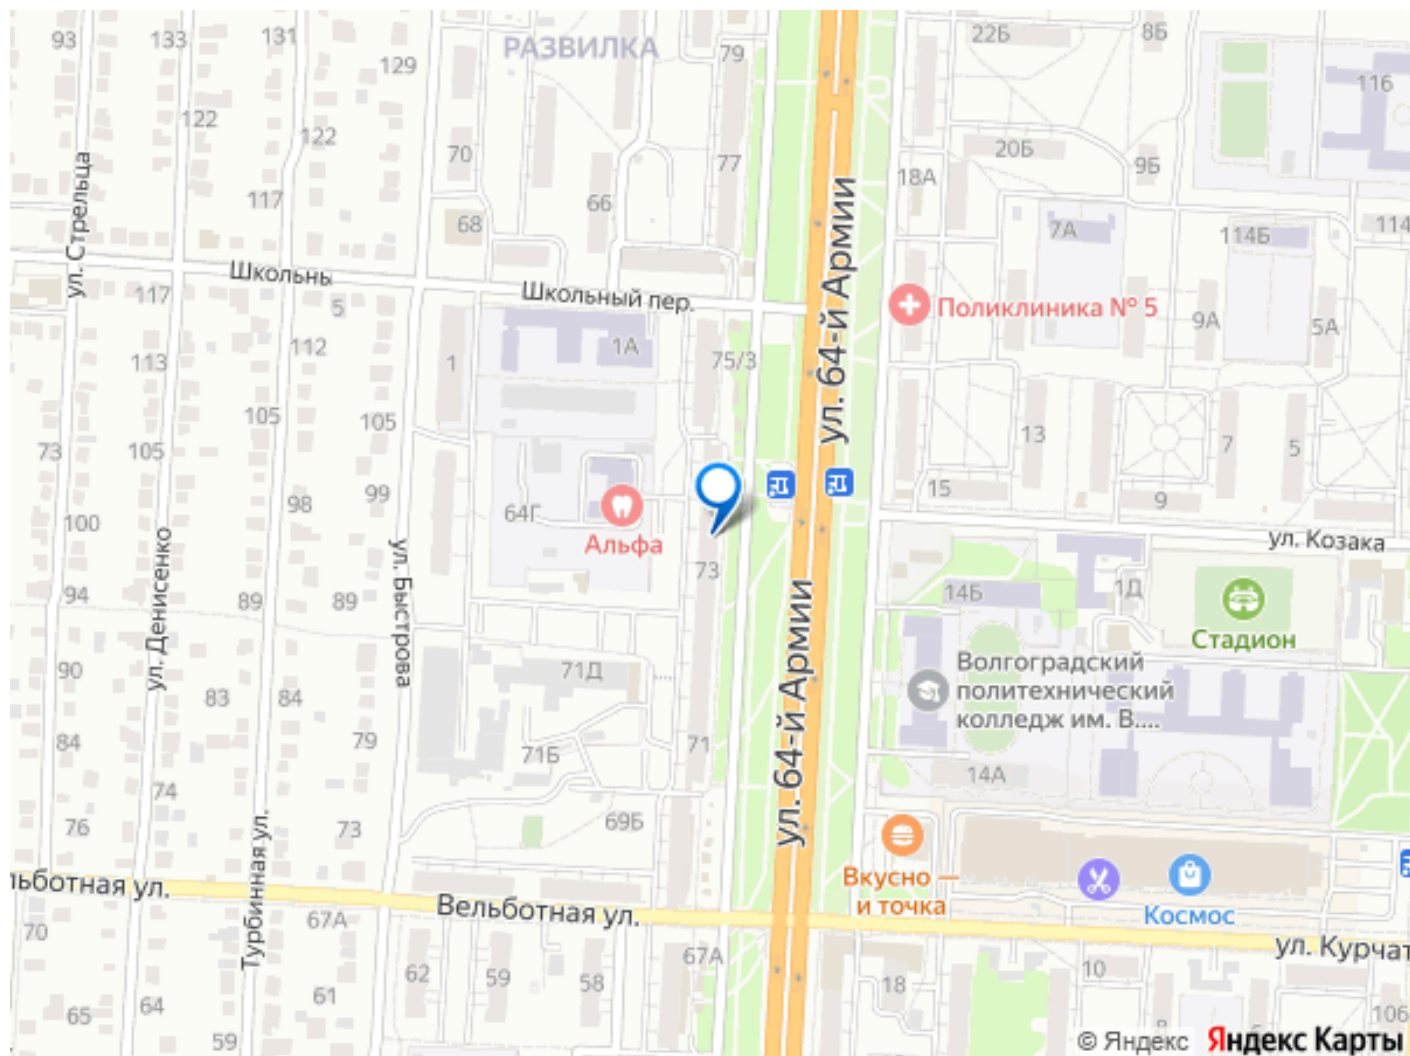 93
133
131
129
РАЗВИЛКА
79
22Б
8Б
116
122
122
70
77
20Б
9Б
18А
ул. Стрельца
117
66
68
7А
114Б
114
ул. 64-й Армии
Школьны
Школьный пер.
117
5
Поликлиника № 5
9А
5А
113
112
1
1А
75/3
105
105
105
13
7
5
73
98
99
64Г
15
9
100
Альфа
ул. Козака
ул. Денисенко
ул. Быстрова
73
94
89
89
14Б
1Д
Стадион
90
83
84
71Д
Волгоградский
политехнический
колледж им. В....
84
79
71Б
71
ул. 64-й Армии
14А
74
76
73
69Б
Турбинная ул.
Вкусно —
и точка
Космос
льботная ул.
Вельботная ул.
67А
70
ул. Курчат
67А
62
59
58
18
10
61
64
65
59
8
106
© Яндекс Яндекс Карты